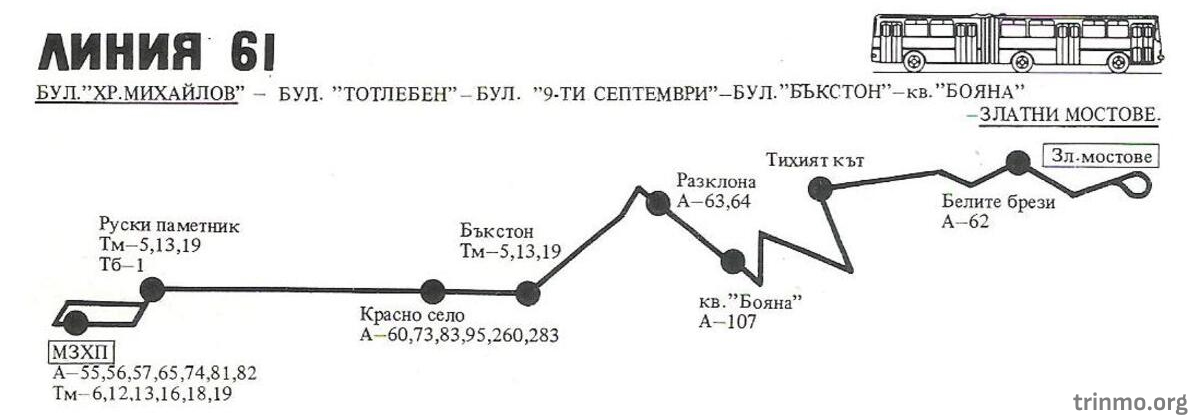 ЛИНИЯ 61
БУЛ."ХР.МИХАЙЛОВ" – БУЛ. "ТОТЛЕБЕН"–БУЛ. "9-ТИ СЕПТЕМВРИ"–БУЛ."БЪКСТОН"–кв."БОЯНА"
–ЗЛАТНИ МОСТОВЕ.
Зл.мостове
Тихият кът
Разклона
А–63,64
Белите брези
А–62
Руски паметник
Тм–5,13,19
Тб–1
Бъкстон
Тм–5,13,19
кв."Бояна"
А–107
Красно село
А–60,73,83,95,260,283
МЗХП
А–55,56,57,65,74,81,82
Тм–6,12,13,16,18,19
trinmo.org